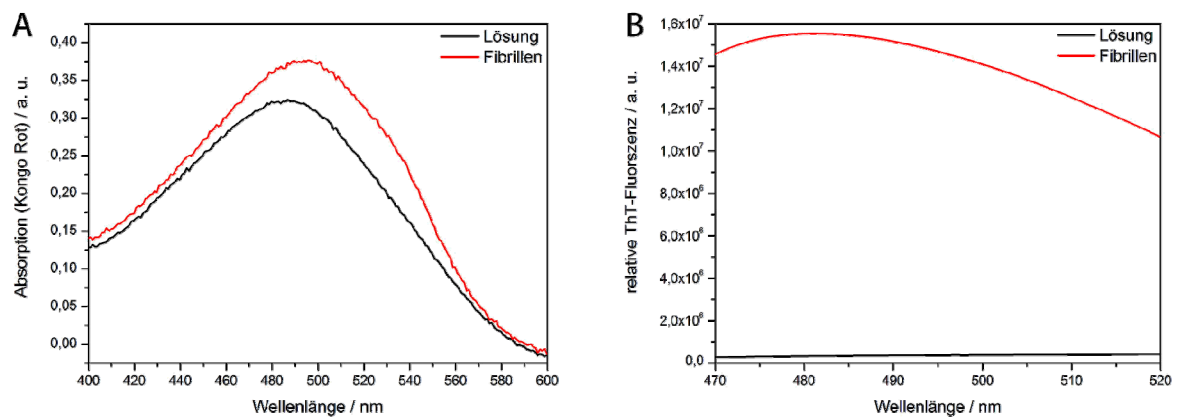 A
Absorption (Kongo Rot) / a. u.
0,40
0,35
0,30
0,25
0,20
0,15
0,10
0,05
0,00
Lösung
Fibrillen
400 420 440 460 480 500 520 540 560 580 600
Wellenlänge / nm
B
relative ThT-Fluorszenz / a. u.
1,6x10⁷
1,4x10⁷
1,2x10⁷
1,0x10⁷
8,0x10⁶
6,0x10⁶
4,0x10⁶
2,0x10⁶
0,0
Lösung
Fibrillen
470 480 490 500 510 520
Wellenlänge / nm